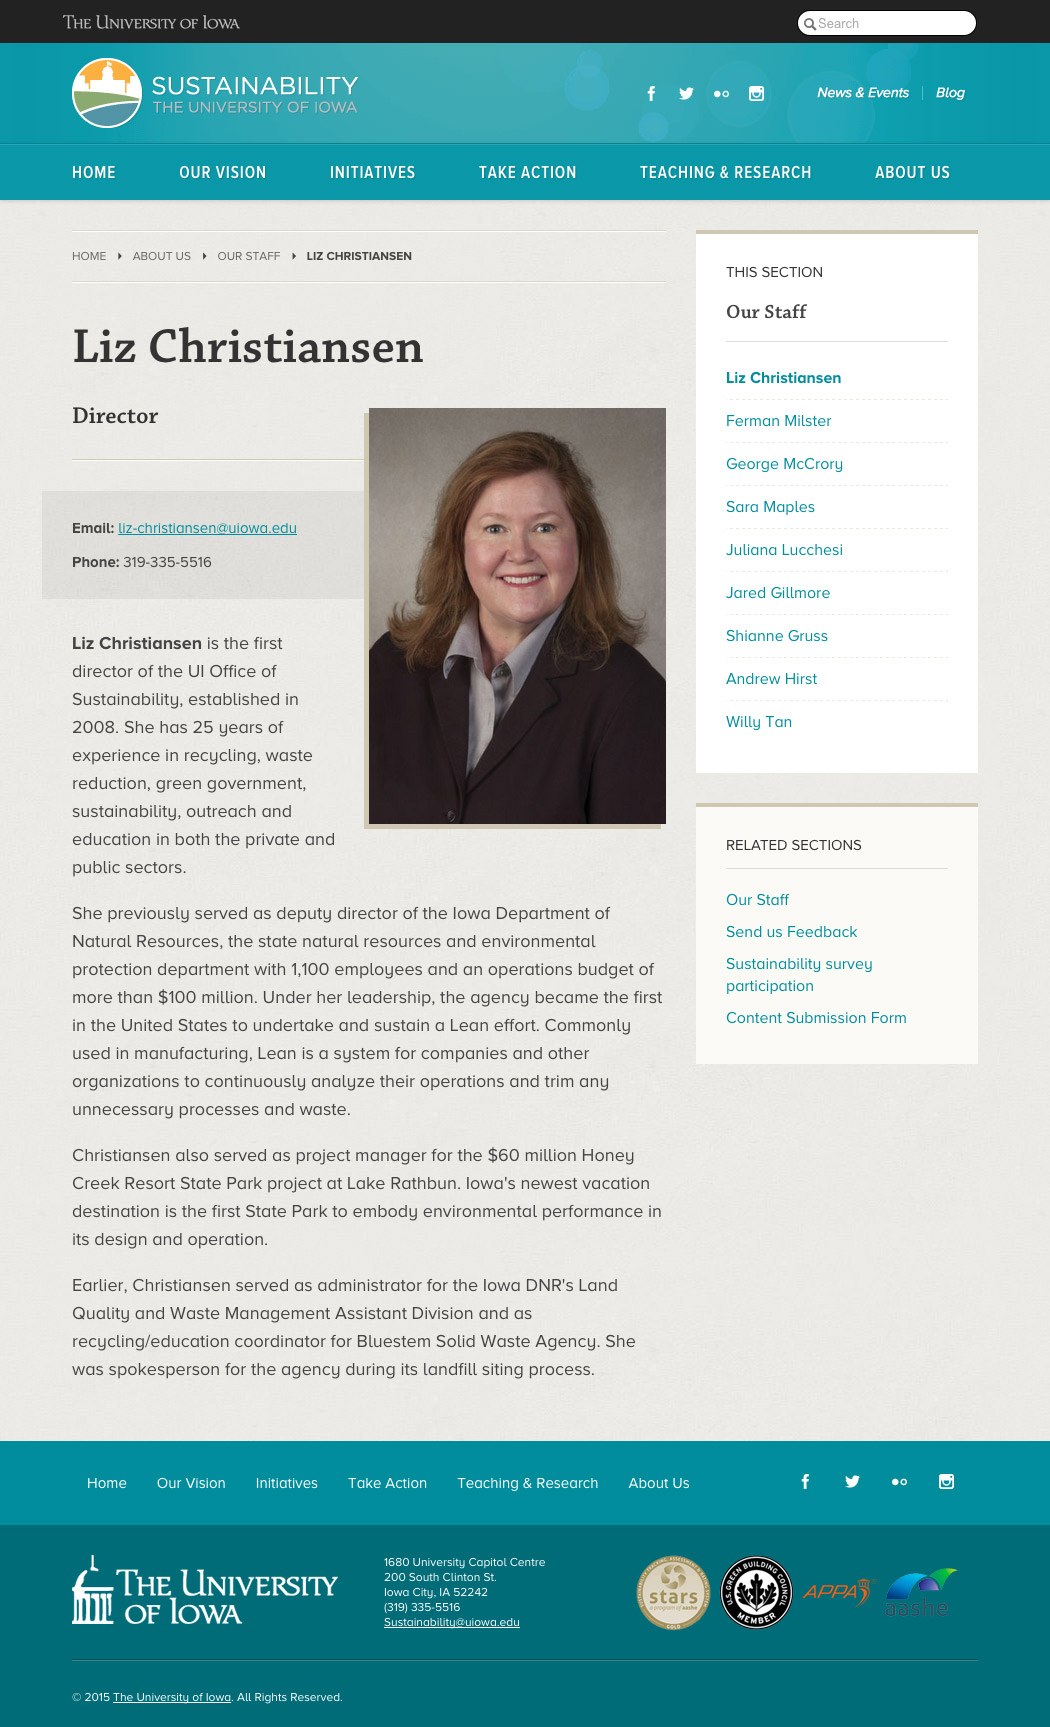 THE UNIVERSITY OF IOWA
Search
SUSTAINABILITY
THE UNIVERSITY OF IOWA
News & Events
Blog
HOME
OUR VISION
INITIATIVES
TAKE ACTION
TEACHING & RESEARCH
ABOUT US
HOME ABOUT US OUR STAFF LIZ CHRISTIANSEN
Liz Christiansen
Director
Email: liz-christiansen@uiowa.edu
Phone: 319-335-5516
Liz Christiansen is the first
director of the UI Office of
Sustainability, established in
2008. She has 25 years of
experience in recycling, waste
reduction, green government,
sustainability, outreach and
education in both the private and
public sectors.
She previously served as deputy director of the Iowa Department of
Natural Resources, the state natural resources and environmental
protection department with 1,100 employees and an operations budget of
more than $100 million. Under her leadership, the agency became the first
in the United States to undertake and sustain a Lean effort. Commonly
used in manufacturing, Lean is a system for companies and other
organizations to continuously analyze their operations and trim any
unnecessary processes and waste.
Christiansen also served as project manager for the $60 million Honey
Creek Resort State Park project at Lake Rathbun. Iowa's newest vacation
destination is the first State Park to embody environmental performance in
its design and operation.
Earlier, Christiansen served as administrator for the Iowa DNR's Land
Quality and Waste Management Assistant Division and as
recycling/education coordinator for Bluestem Solid Waste Agency. She
was spokesperson for the agency during its landfill siting process.
THIS SECTION
Our Staff
Liz Christiansen
Ferman Milster
George McCrory
Sara Maples
Juliana Lucchesi
Jared Gillmore
Shianne Gruss
Andrew Hirst
Willy Tan
RELATED SECTIONS
Our Staff
Send us Feedback
Sustainability survey
participation
Content Submission Form
Home
Our Vision
Initiatives
Take Action
Teaching & Research
About Us
THE UNIVERSITY
OF IOWA
1680 University Capitol Centre
200 South Clinton St.
Iowa City, IA 52242
(319) 335-5516
Sustainability@uiowa.edu
stars
a program of aashe
GOLD
U.S. GREEN BUILDING COUNCIL
MEMBER
APPA
aashe
© 2015 The University of Iowa. All Rights Reserved.